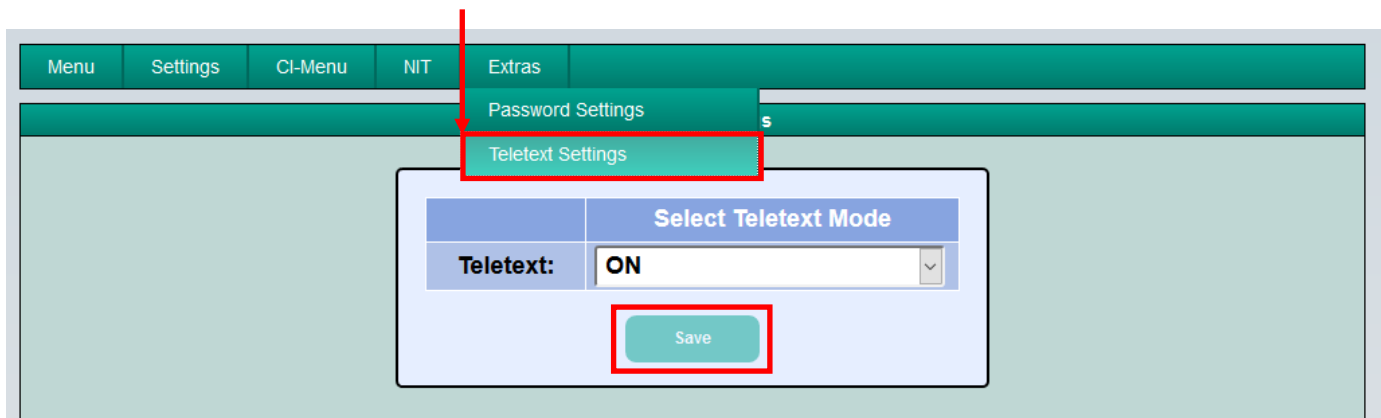 Menu Settings CI-Menu NIT Extras
Password Settings
s
Teletext Settings
Select Teletext Mode
Teletext: ON
Save